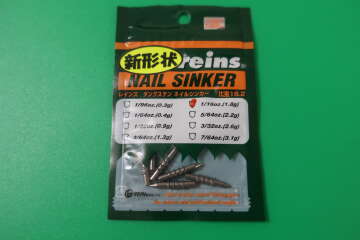 新形状
reins
NAIL SINKER
レインズ タングステン ネイルシンカー 比重18.2
1/96oz.(0.3g)
1/16oz.(1.8g)
1/64oz.(0.4g)
5/64oz.(2.2g)
1/32oz.(0.9g)
3/32oz.(2.6g)
3/64oz.(1.3g)
7/64oz.(3.1g)